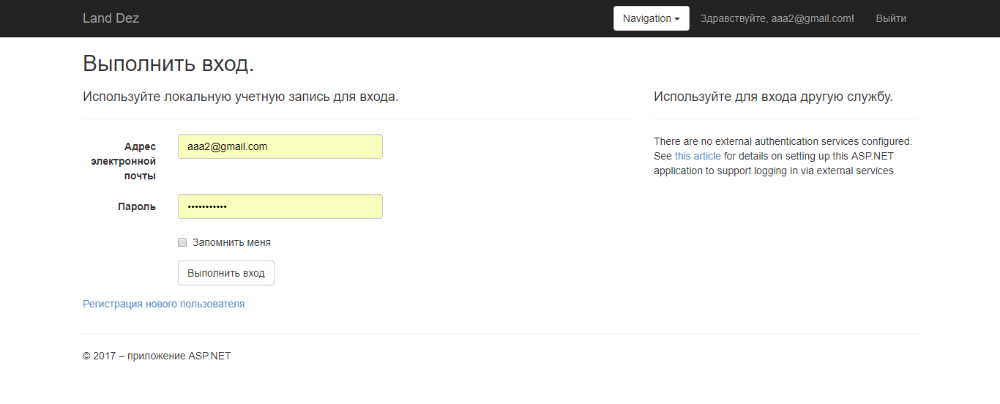 Land Dez
Navigation
Здравствуйте, aaa2@gmail.com!
Выйти
Выполнить вход.
Используйте локальную учетную запись для входа.
Адрес
электронной
почты
aaa2@gmail.com
Пароль
•••••••••••
Запомнить меня
Выполнить вход
Регистрация нового пользователя
Используйте для входа другую службу.
There are no external authentication services configured.
See this article for details on setting up this ASP.NET
application to support logging in via external services.
© 2017 – приложение ASP.NET